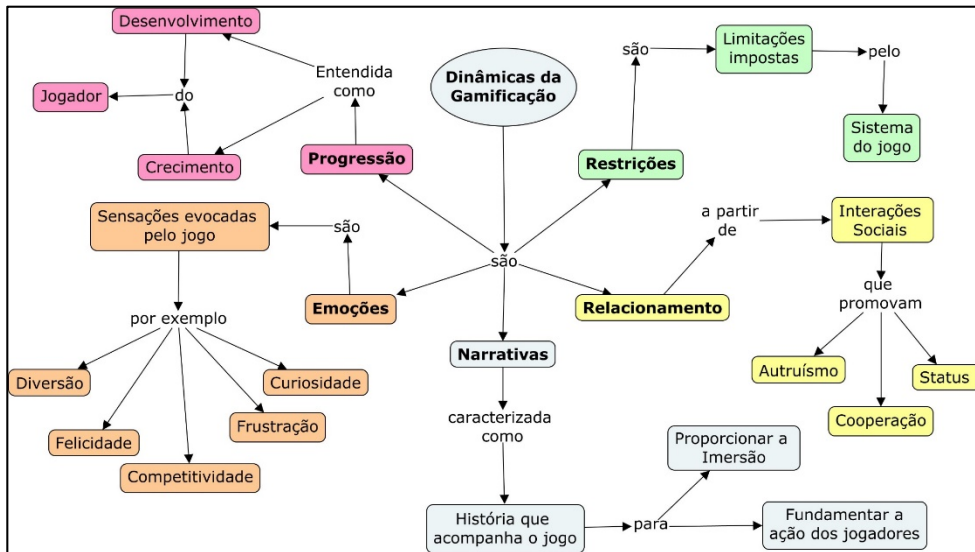 Dinâmicas da
Gamificação
são
Progressão
Entendida
como
Desenvolvimento
Crecimento
do
Jogador
Restrições
são
Limitações
impostas
pelo
Sistema
do jogo
Emoções
são
Sensações evocadas
pelo jogo
por exemplo
Diversão
Felicidade
Competitividade
Frustração
Curiosidade
Relacionamento
a partir
de
Interações
Sociais
que
promovam
Autruísmo
Cooperação
Status
Narrativas
caracterizada
como
História que
acompanha o jogo
para
Proporcionar a
Imersão
Fundamentar a
ação dos jogadores